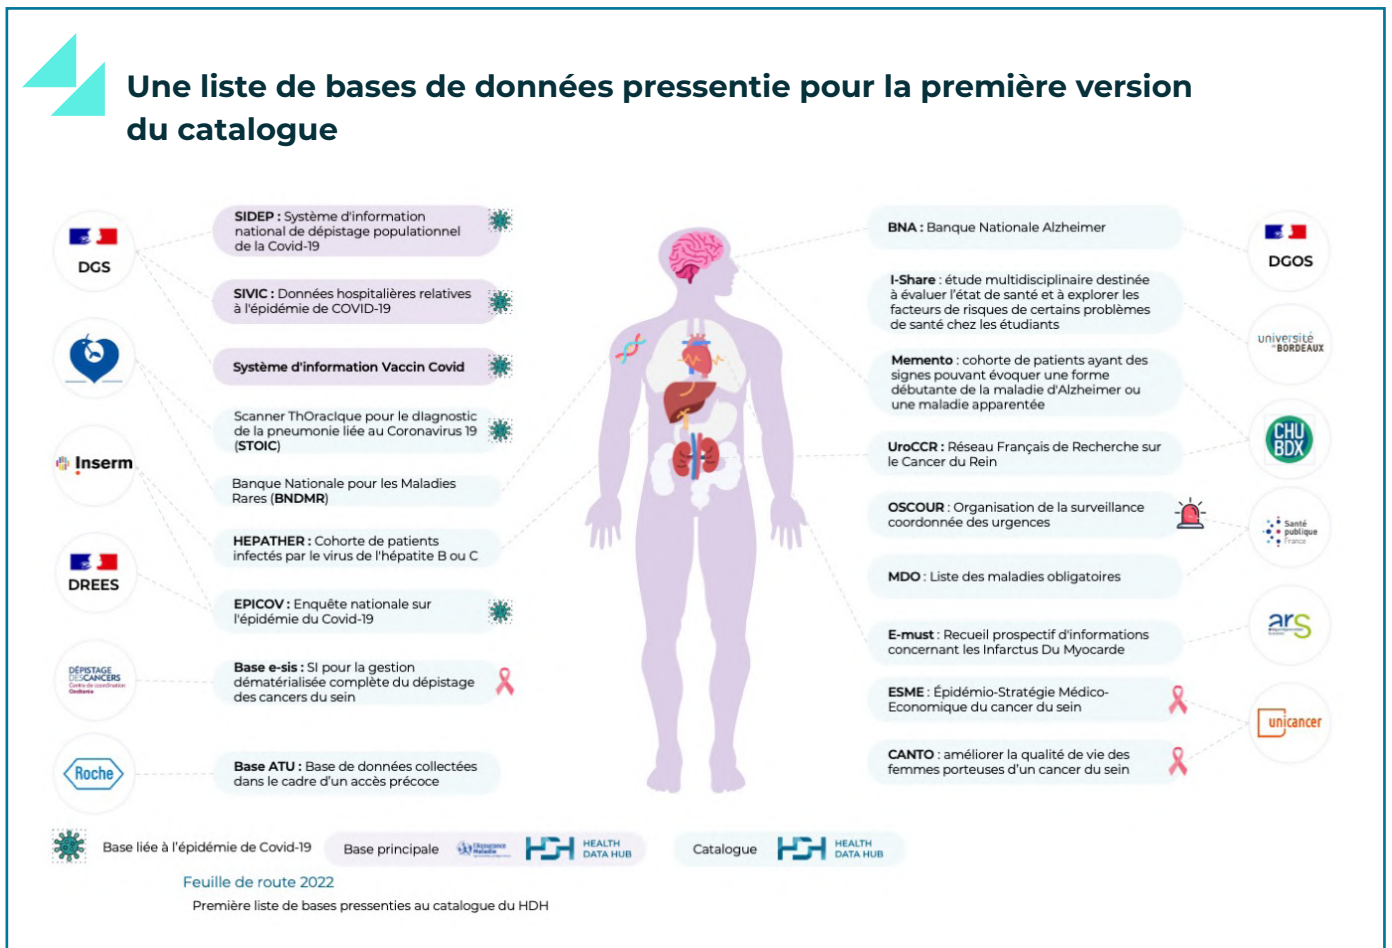 Une liste de bases de données pressentie pour la première version
du catalogue
DGS
Inserm
DREES
DÉPISTAGE
DESCANCERS
Centre de coordination
Occitanie
Roche
SIDEP : Système d'information
national de dépistage populationnel
de la Covid-19
SIVIC : Données hospitalières relatives
à l'épidémie de COVID-19
Système d'information Vaccin Covid
Scanner ThOracIque pour le dIagnostic
de la pneumonie liée au Coronavirus 19
(STOIC)
Banque Nationale pour les Maladies
Rares (BNDMR)
HEPATHER : Cohorte de patients
infectés par le virus de l'hépatite B ou C
EPICOV : Enquête nationale sur
l'épidémie du Covid-19
Base e-sis : SI pour la gestion
dématérialisée complète du dépistage
des cancers du sein
Base ATU : Base de données collectées
dans le cadre d'un accès précoce
BNA : Banque Nationale Alzheimer
I-Share : étude multidisciplinaire destinée
à évaluer l'état de santé et à explorer les
facteurs de risques de certains problèmes
de santé chez les étudiants
Memento : cohorte de patients ayant des
signes pouvant évoquer une forme
débutante de la maladie d'Alzheimer ou
une maladie apparentée
UroCCR : Réseau Français de Recherche sur
le Cancer du Rein
OSCOUR : Organisation de la surveillance
coordonnée des urgences
MDO : Liste des maladies obligatoires
E-must : Recueil prospectif d'informations
concernant les Infarctus Du Myocarde
ESME : Épidémio-Stratégie Médico-
Economique du cancer du sein
CANTO : améliorer la qualité de vie des
femmes porteuses d'un cancer du sein
DGOS
université
de BORDEAUX
CHU
BDX
Santé
publique
France
ars
unicancer
Base liée à l'épidémie de Covid-19
Base principale
l'Assurance
Maladie
HEALTH
DATA HUB
Catalogue
HEALTH
DATA HUB
Feuille de route 2022
Première liste de bases pressenties au catalogue du HDH